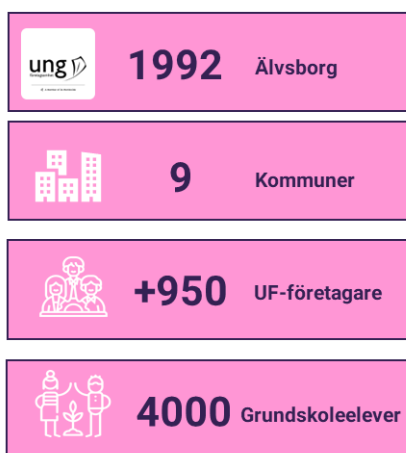 ung
1992 Älvsborg
9 Kommuner
+950 UF-företagare
4000 Grundskoleelever